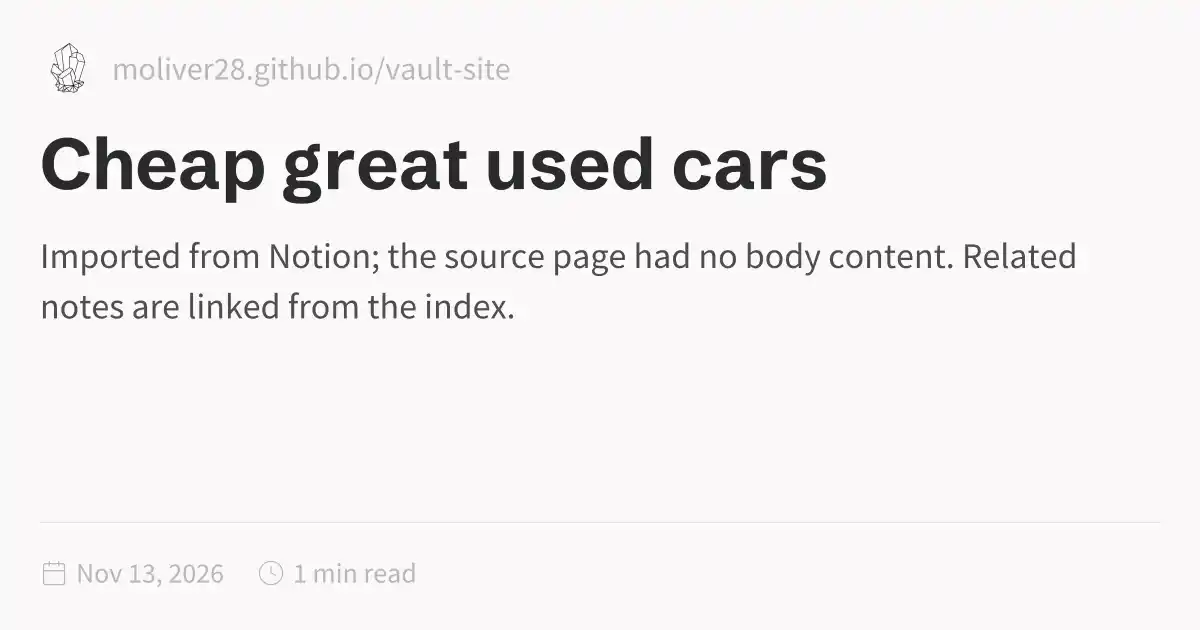 moliver28.github.io/vault-site
Cheap great used cars
Imported from Notion; the source page had no body content. Related
notes are linked from the index.
Nov 13, 2026
1 min read